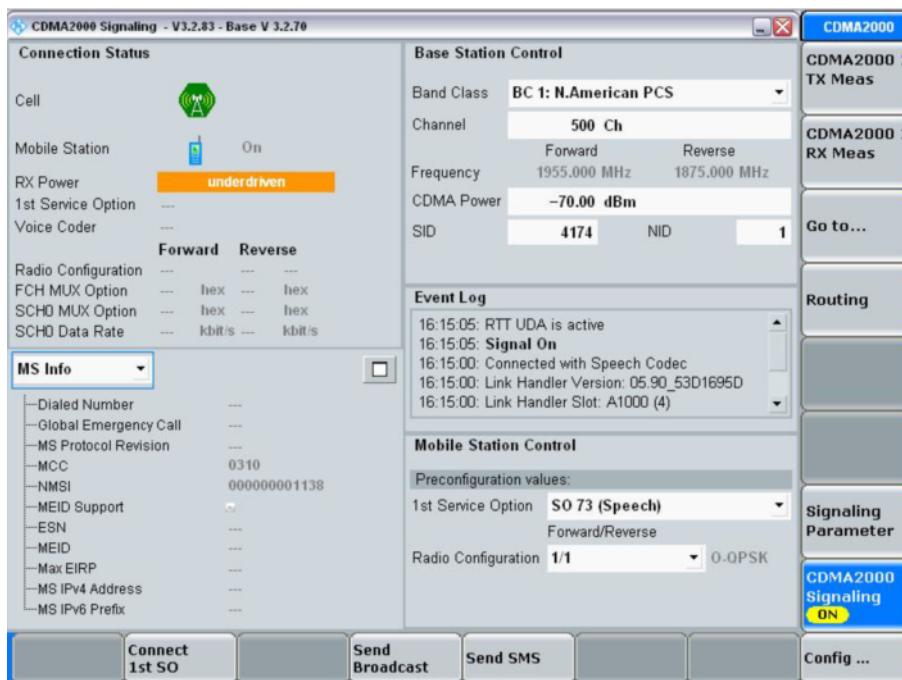 CDMA2000 Signaling - V3.2.83 - Base V 3.2.70
Connection Status
Cell
Mobile Station On
RX Power underdriven
1st Service Option ---
Voice Coder ---
Forward Reverse
Radio Configuration --- --- ---
FCH MUX Option --- hex --- hex
SCH0 MUX Option --- hex --- hex
SCH0 Data Rate --- kbit/s --- kbit/s
MS Info
Dialed Number ---
Global Emergency Call ---
MS Protocol Revision ---
MCC 0310
NMSI 000000001138
MEID Support
ESN ---
MEID ---
Max EIRP ---
MS IPv4 Address ---
MS IPv6 Prefix ---
Base Station Control
Band Class BC 1: N.American PCS
Channel 500 Ch
Forward Reverse
Frequency 1955.000 MHz 1875.000 MHz
CDMA Power -70.00 dBm
SID 4174 NID 1
Event Log
16:15:05: RTT UDA is active
16:15:05: Signal On
16:15:00: Connected with Speech Codec
16:15:00: Link Handler Version: 05.90_53D1695D
16:15:00: Link Handler Slot: A1000 (4)
Mobile Station Control
Preconfiguration values:
1st Service Option SO 73 (Speech)
Forward/Reverse
Radio Configuration 1/1 O-QPSK
CDMA2000
CDMA2000
TX Meas
CDMA2000
RX Meas
Go to...
Routing
Signaling
Parameter
CDMA2000
Signaling
ON
Connect
1st SO
Send
Broadcast
Send SMS
Config ...